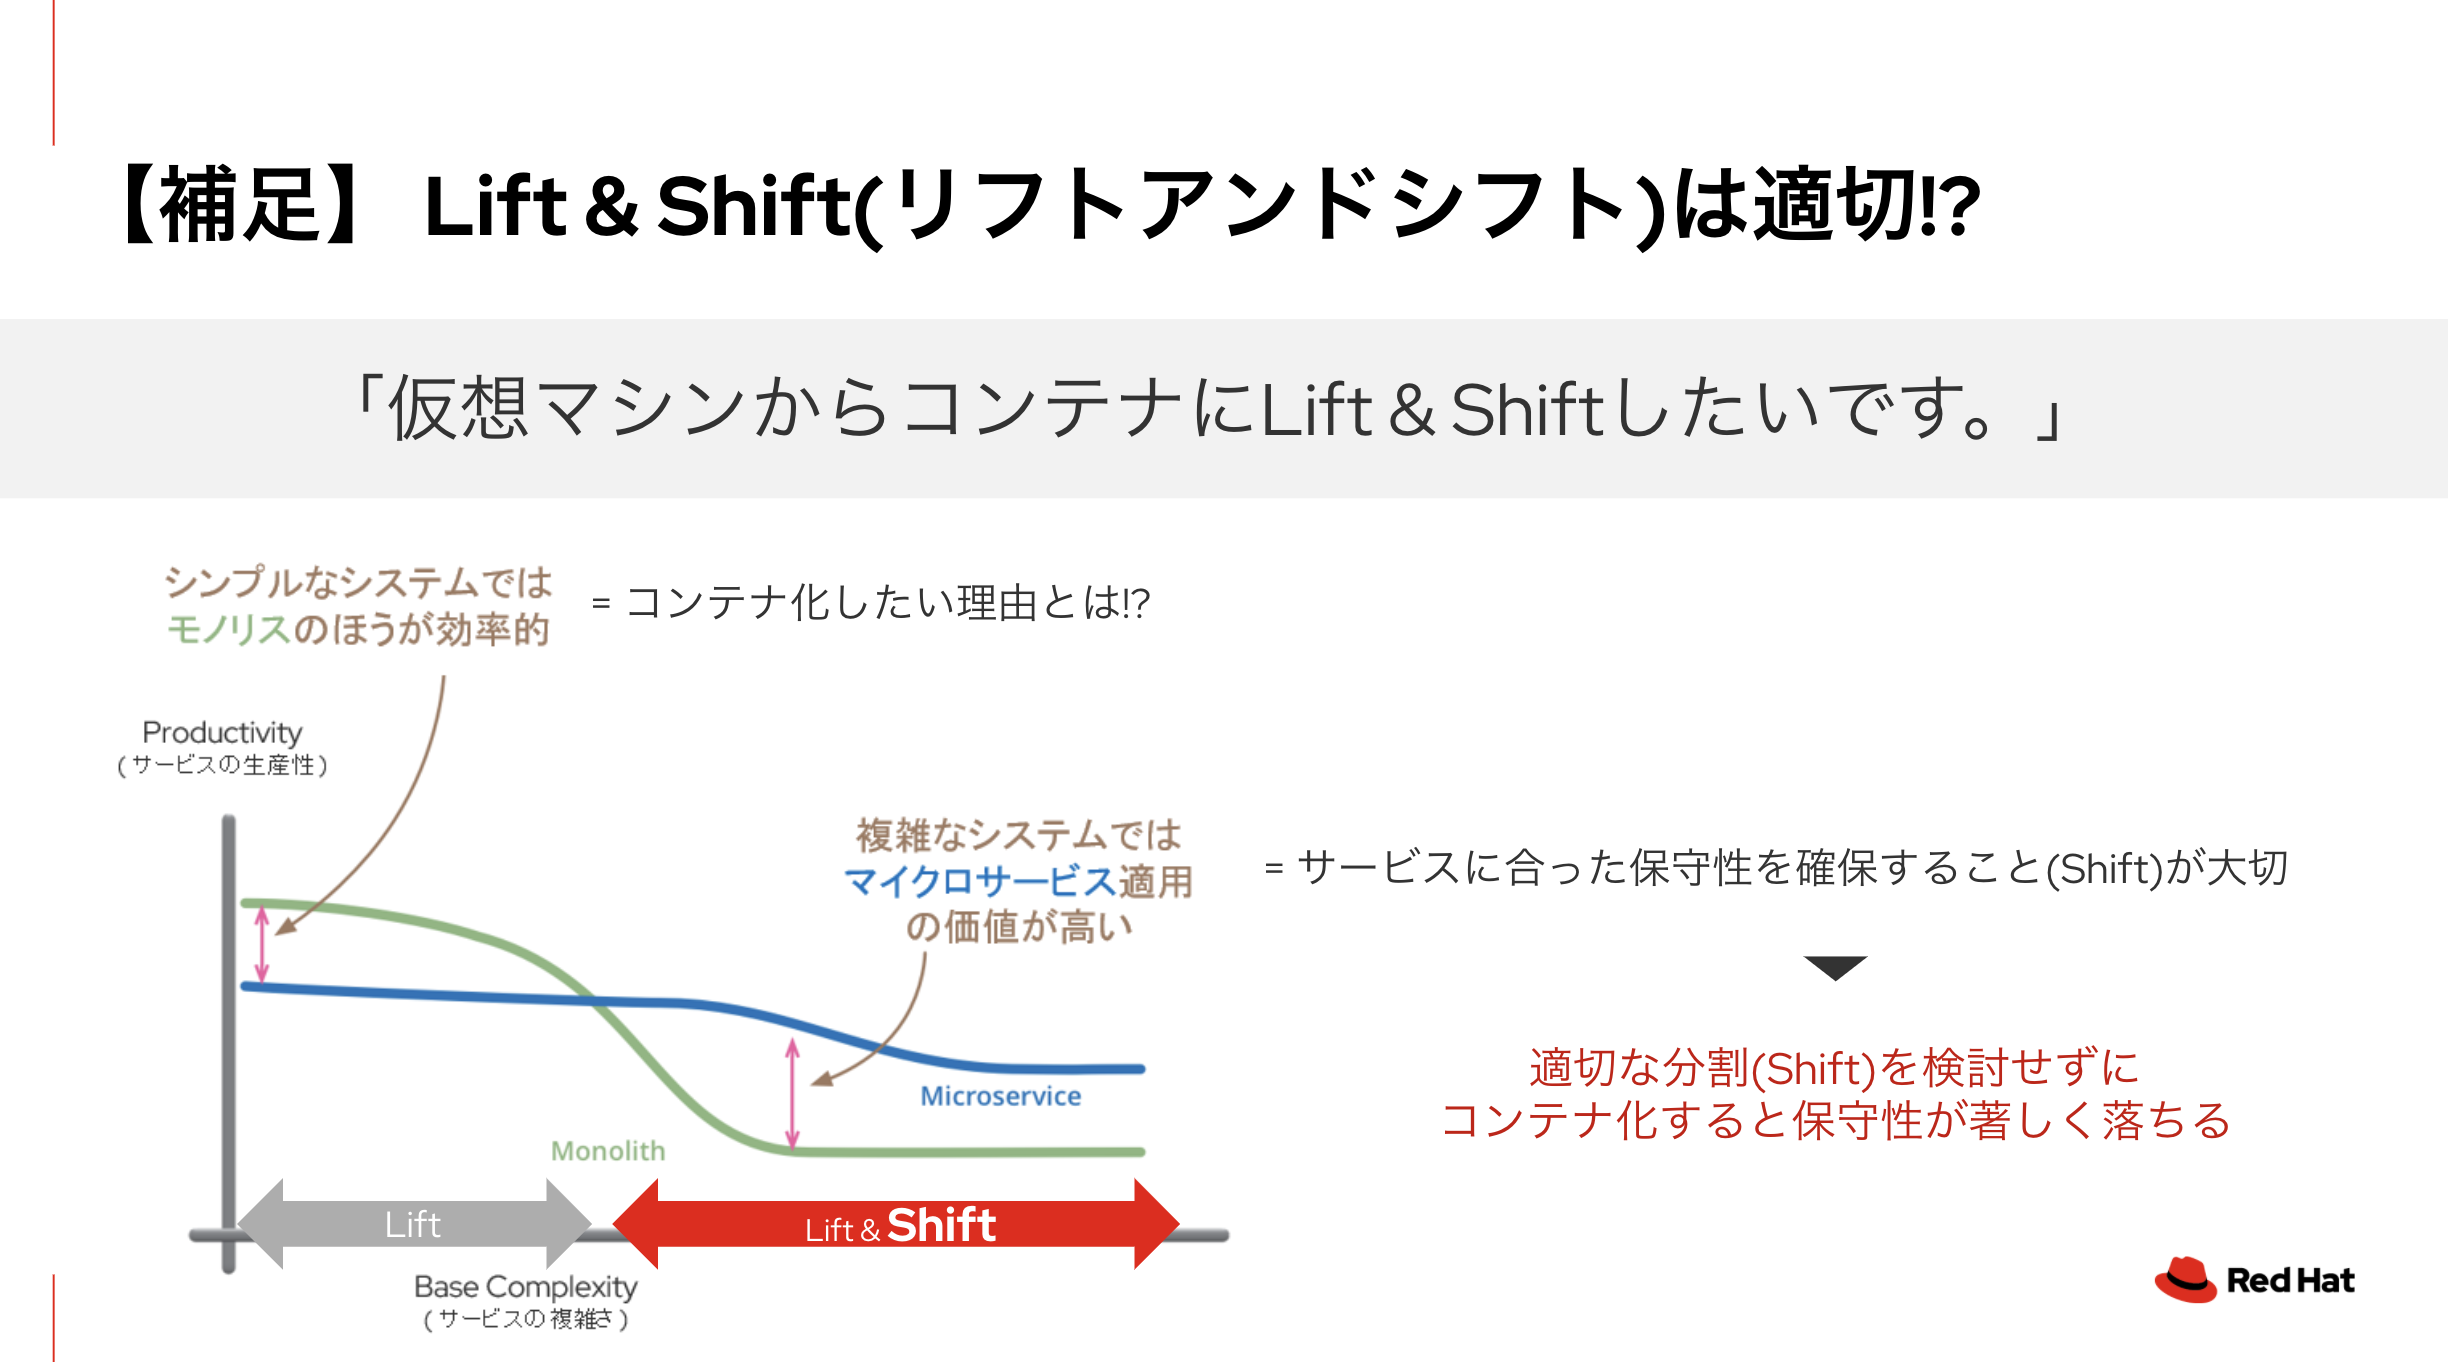 【補足】 Lift & Shift(リフトアンドシフト)は適切!?
「仮想マシンからコンテナにLift & Shiftしたいです。」
シンプルなシステムでは
モノリスのほうが効率的
= コンテナ化したい理由とは!?
Productivity
(サービスの生産性)
複雑なシステムでは
マイクロサービス適用
の価値が高い
= サービスに合った保守性を確保すること(Shift)が大切
適切な分割(Shift)を検討せずに
コンテナ化すると保守性が著しく落ちる
Microservice
Monolith
Lift
Lift & Shift
Base Complexity
(サービスの複雑さ)
Red Hat